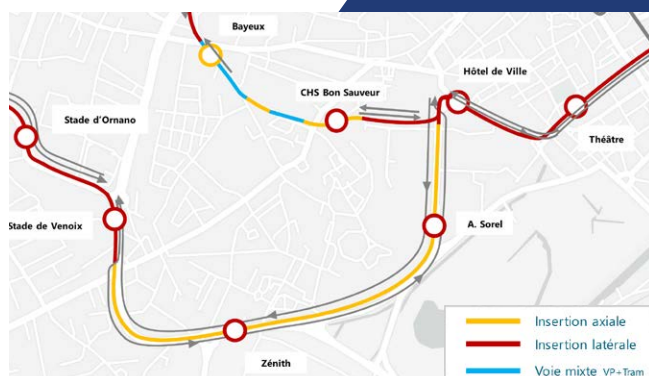 Bayeux
CHS Bon Sauveur
Hôtel de Ville
Théâtre
Stade d'Ornano
Stade de Venoix
A. Sorel
Zénith
Insertion axiale
Insertion latérale
Voie mixte VP+Tram